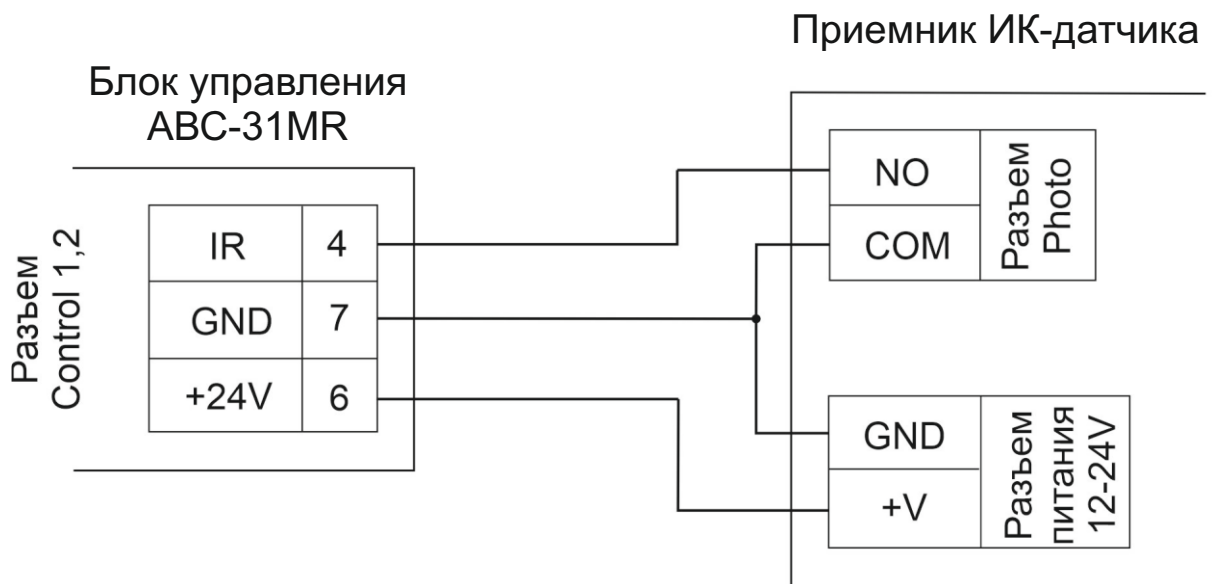 Приемник ИК-датчика
Блок управления
АВС-31MR
Разъем
Control 1,2
IR 4
GND 7
+24V 6
NO
COM
Разъем
Photo
GND
+V
Разъем
питания
12-24V